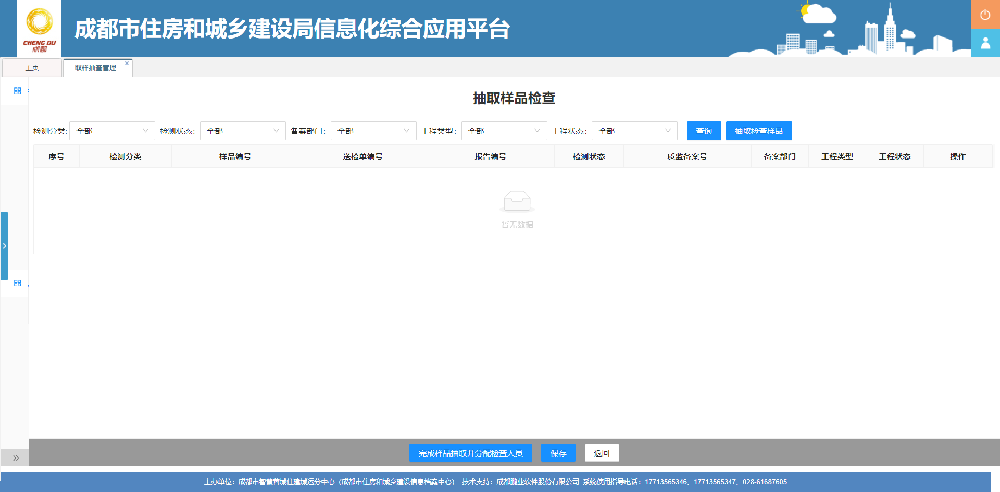 CHENG DU
成都
成都市住房和城乡建设局信息化综合应用平台
主页 取样抽查管理
抽取样品检查
检测分类: 全部 检测状态: 全部 备案部门: 全部 工程类型: 全部 工程状态: 全部 查询 抽取检查样品
序号 检测分类 样品编号 送检单编号 报告编号 检测状态 质监备案号 备案部门 工程类型 工程状态 操作
暂无数据
完成样品抽取并分配检查人员 保存 返回
主办单位：成都市智慧蓉城住建城运分中心（成都市住房和城乡建设信息档案中心） 技术支持：成都鹏业软件股份有限公司 系统使用指导电话：17713565346、17713565347、028-61687605